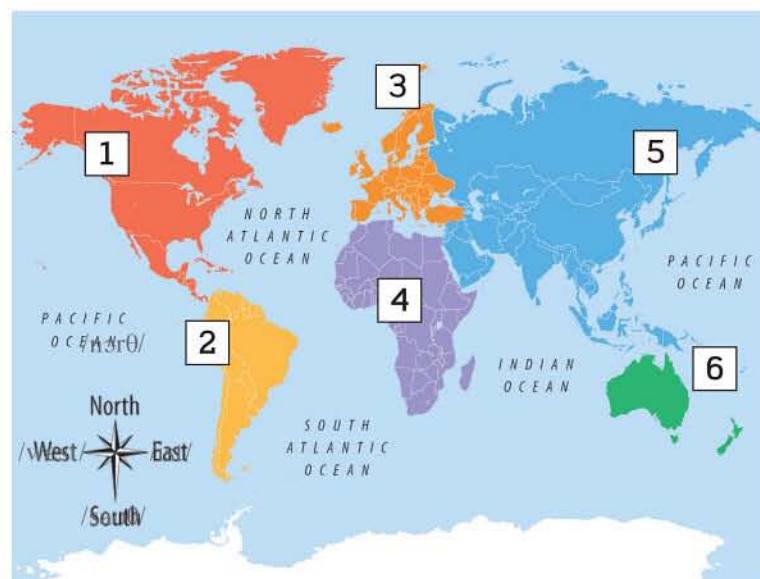 3
1
5
NORTH
ATLANTIC
OCEAN
PACIFIC
OCEAN
4
PACIFIC
2
INDIAN
OCEAN
6
North
SOUTH
ATLANTIC
OCEAN
West
East
South